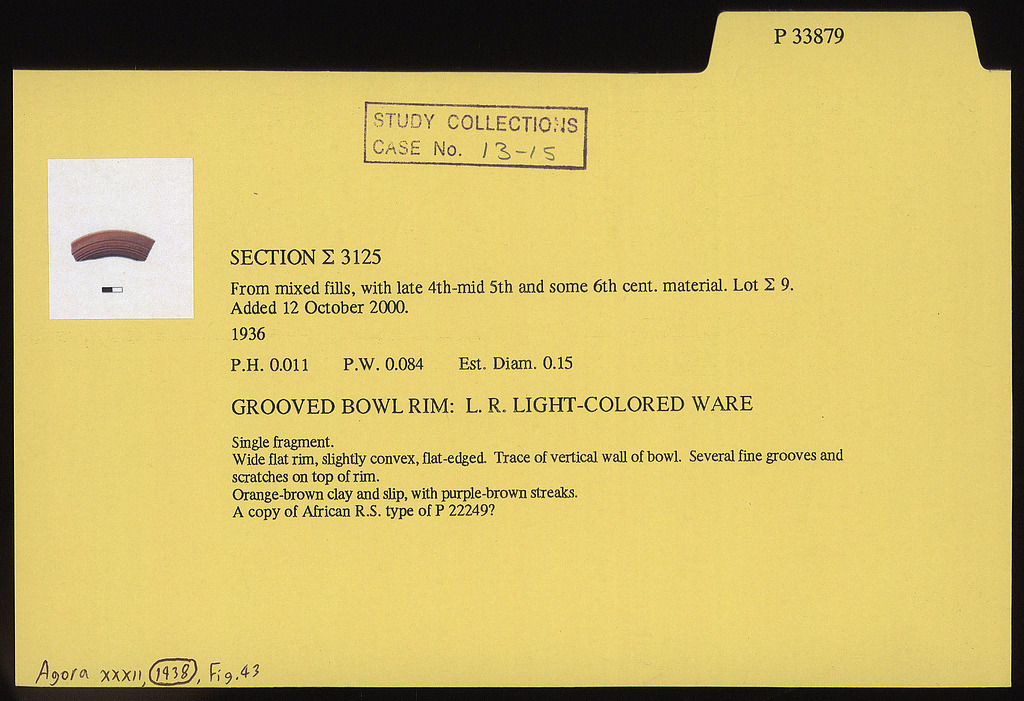 P 33879
STUDY COLLECTIONS
CASE No. 13-15
SECTION Σ 3125
From mixed fills, with late 4th-mid 5th and some 6th cent. material. Lot Σ 9.
Added 12 October 2000.
1936
P.H. 0.011 P.W. 0.084 Est. Diam. 0.15
GROOVED BOWL RIM: L. R. LIGHT-COLORED WARE
Single fragment.
Wide flat rim, slightly convex, flat-edged. Trace of vertical wall of bowl. Several fine grooves and
scratches on top of rim.
Orange-brown clay and slip, with purple-brown streaks.
A copy of African R.S. type of P 22249?
Agora XXXII, 1438, Fig. 43